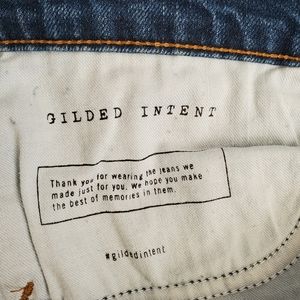 GILDED INTENT
Thank you for wearing the jeans we
made just for you. We hope you make
the best of memories in them.
#gildedintent